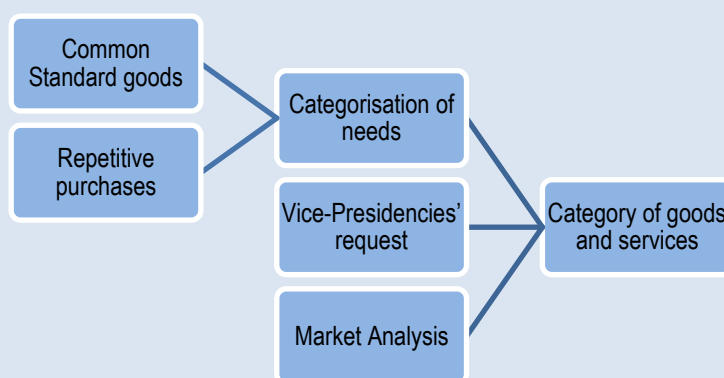 Common
Standard goods
Repetitive
purchases
Categorisation of
needs
Vice-Presidencies’
request
Market Analysis
Category of goods
and services